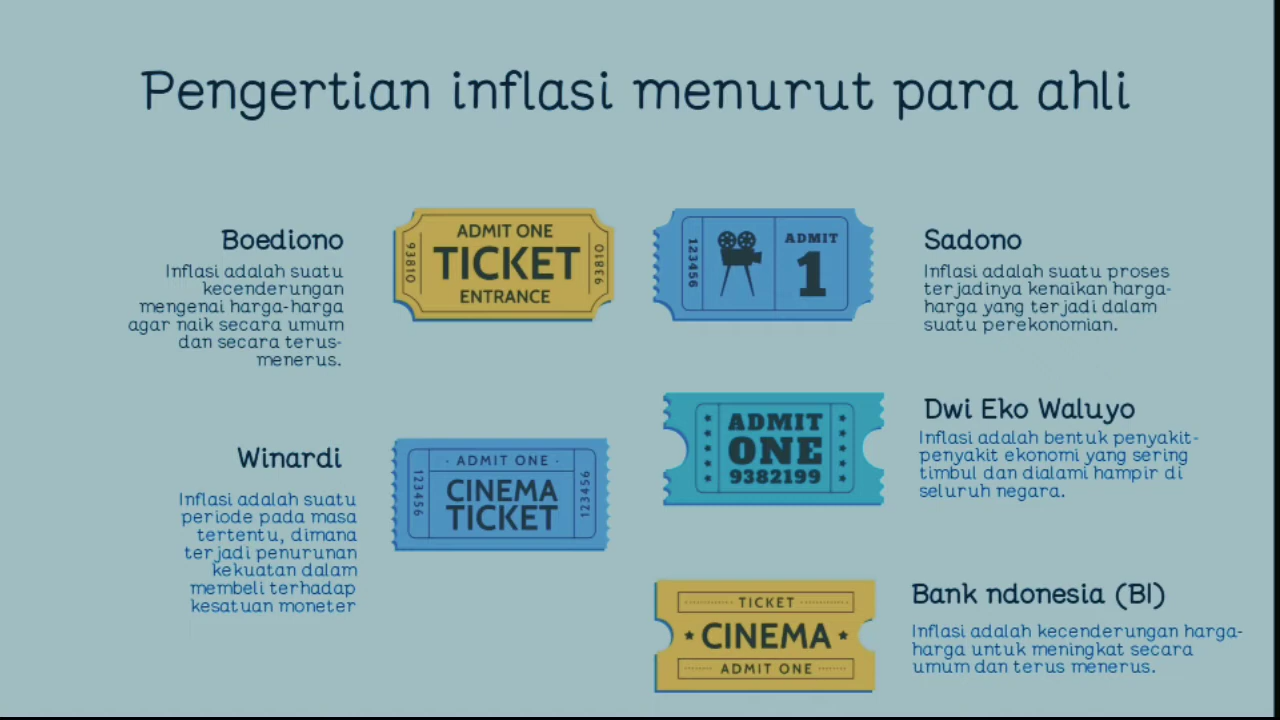 Pengertian inflasi menurut para ahli
Boediono
Inflasi adalah suatu
kecenderungan
mengenai harga-harga
agar naik secara umum
dan secara terus-
menerus.
93810
ADMIT ONE
TICKET
ENTRANCE
93810
123456
ADMIT
1
Sadono
Inflasi adalah suatu proses
terjadinya kenaikan harga-
harga yang terjadi dalam
suatu perekonomian.
Winardi
Inflasi adalah suatu
periode pada masa
tertentu, dimana
terjadi penurunan
kekuatan dalam
membeli terhadap
kesatuan moneter
123456
· ADMIT ONE ·
CINEMA
TICKET
123456
ADMIT
ONE
9382199
Dwi Eko Waluyo
Inflasi adalah bentuk penyakit-
penyakit ekonomi yang sering
timbul dan dialami hampir di
seluruh negara.
TICKET
CINEMA
ADMIT ONE
Bank ndonesia (BI)
Inflasi adalah kecenderungan harga-
harga untuk meningkat secara
umum dan terus menerus.